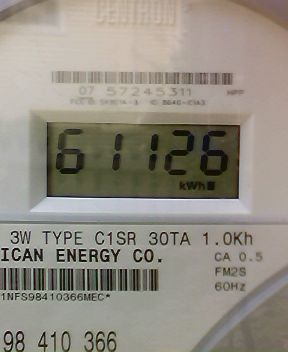 CENTRON
07 57245311 HPF
61126
kWh
3W TYPE C1SR 30TA 1.0Kh
ICAN ENERGY CO. CA 0.5
FM2S
60Hz
1NFS98410366MEC*
98 410 366